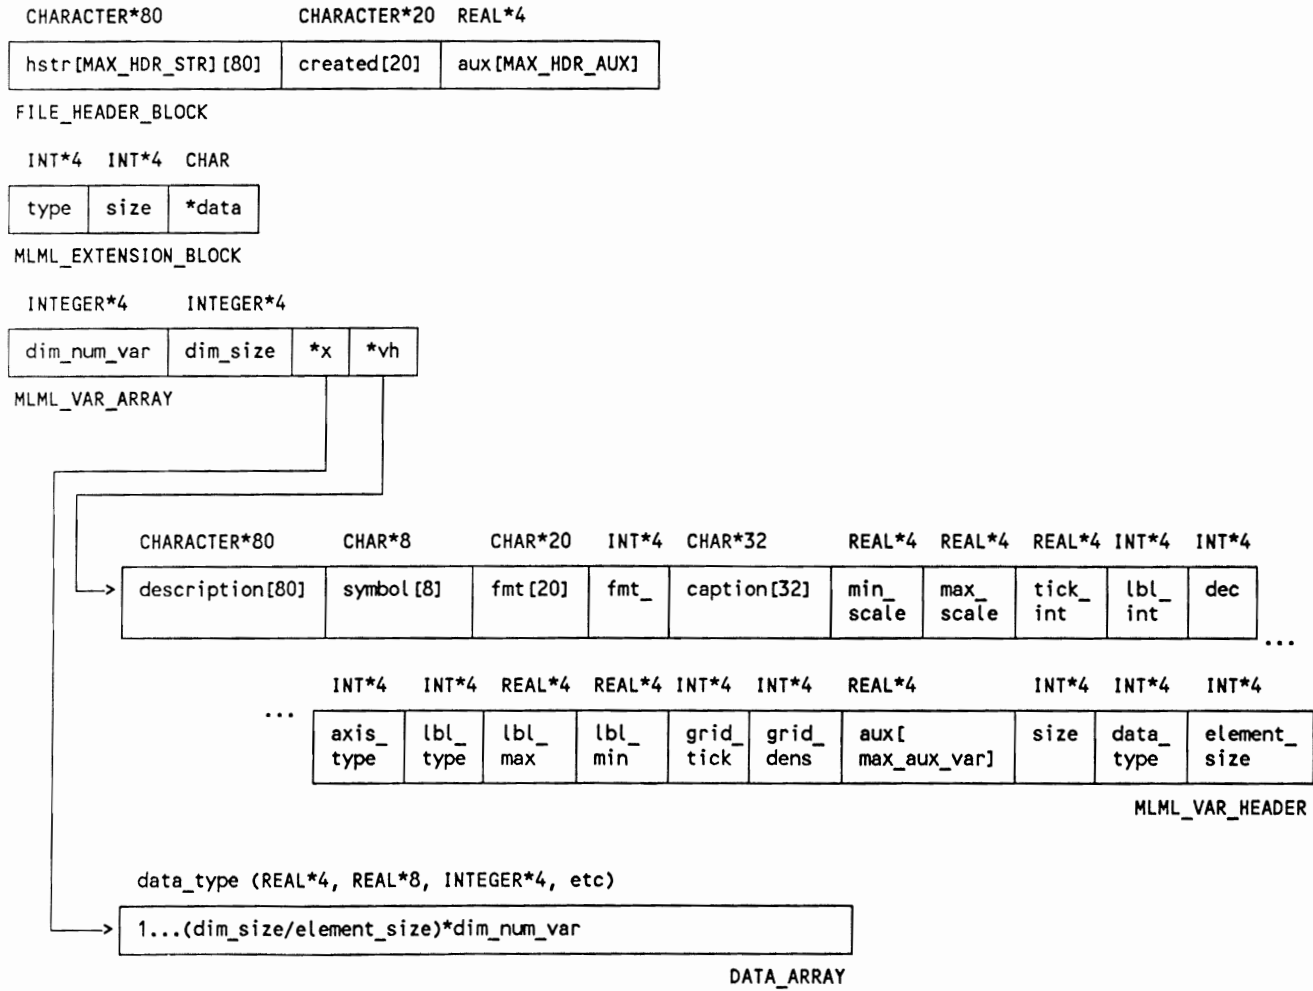 CHARACTER*80 CHARACTER*20 REAL*4
hstr[MAX_HDR_STR][80] created[20] aux[MAX_HDR_AUX]
FILE_HEADER_BLOCK
INT*4 INT*4 CHAR
type size *data
MLML_EXTENSION_BLOCK
INTEGER*4 INTEGER*4
dim_num_var dim_size *x *vh
MLML_VAR_ARRAY
CHARACTER*80 CHAR*8 CHAR*20 INT*4 CHAR*32 REAL*4 REAL*4 REAL*4 INT*4 INT*4
description[80] symbol[8] fmt[20] fmt_ caption[32] min_ max_ tick_ lbl_ dec
scale scale int int
...
INT*4 INT*4 REAL*4 REAL*4 INT*4 INT*4 REAL*4 INT*4 INT*4 INT*4
...
axis_ lbl_ lbl_ lbl_ grid_ grid_ aux[ size data_ element_
type type max min tick dens max_aux_var] type size
MLML_VAR_HEADER
data_type (REAL*4, REAL*8, INTEGER*4, etc)
1...(dim_size/element_size)*dim_num_var
DATA_ARRAY